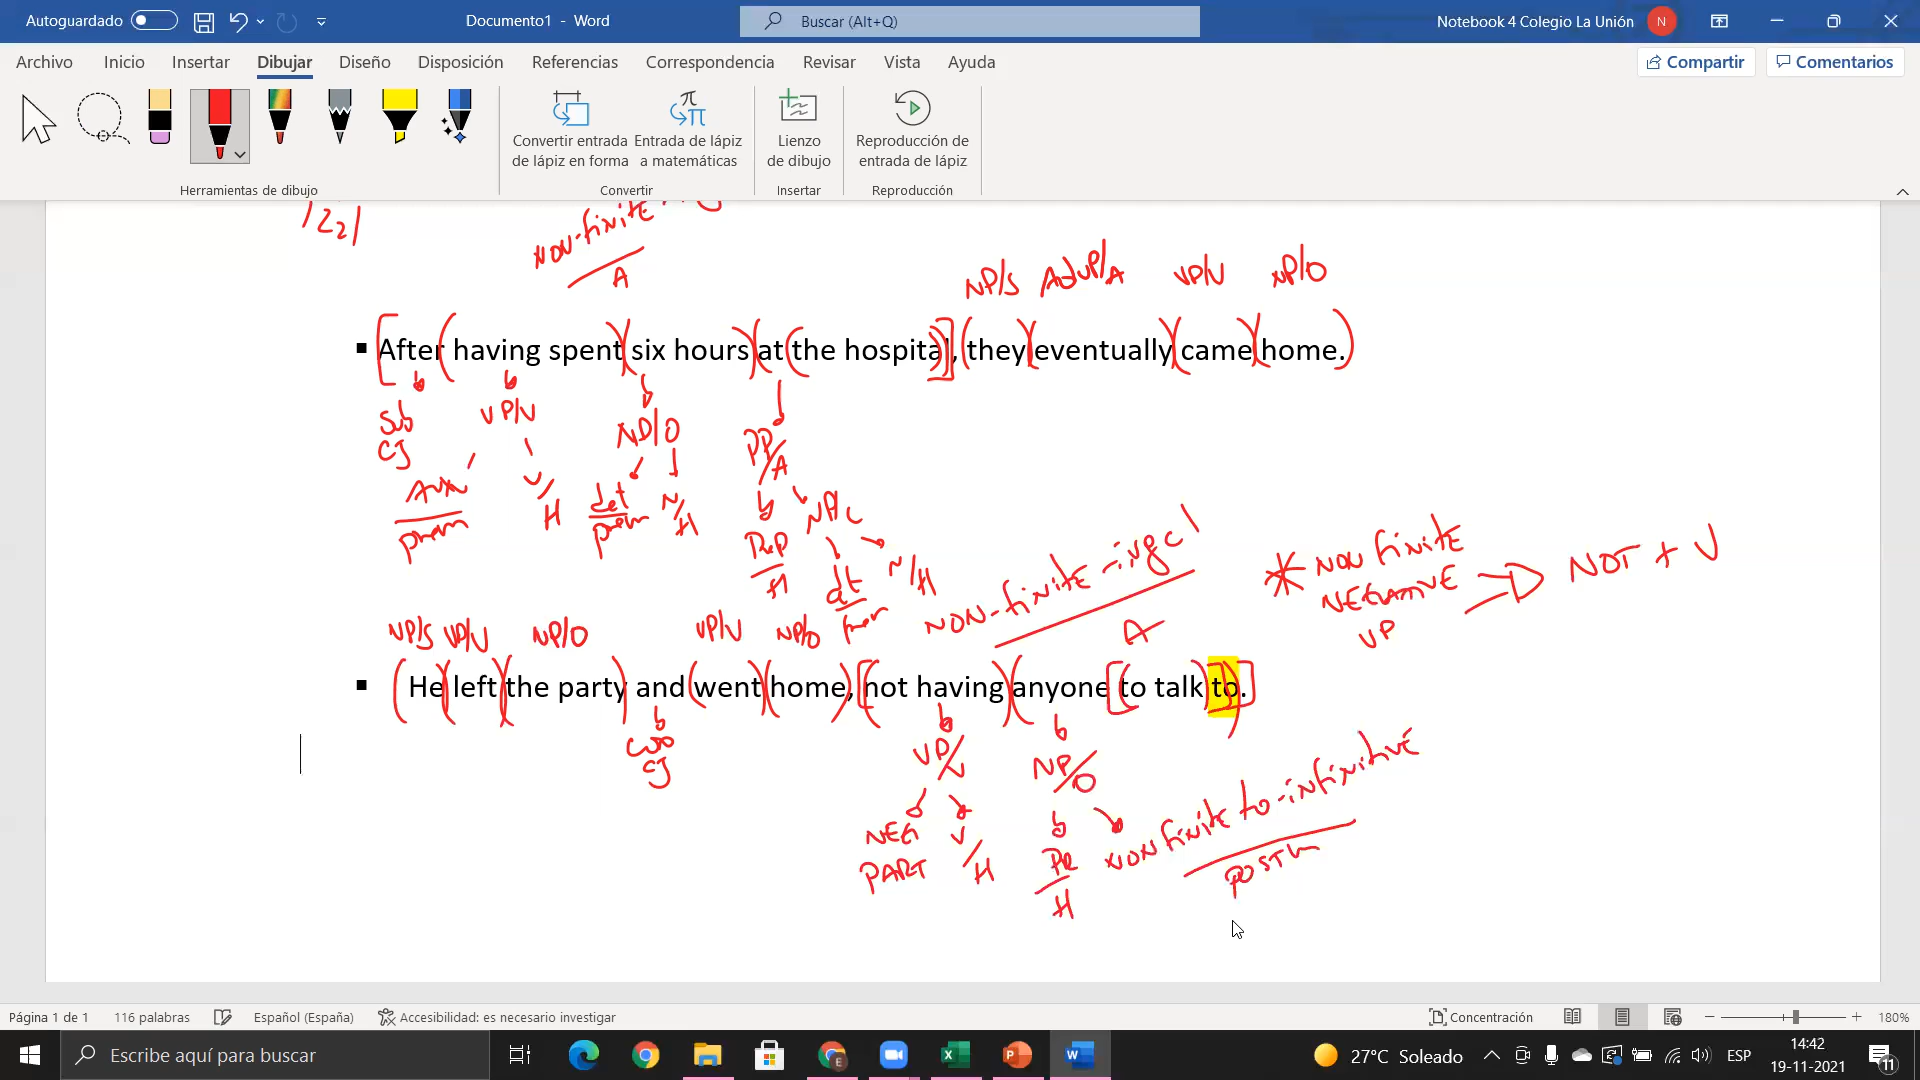 Autoguardado
Documento1 - Word
Buscar (Alt+Q)
Notebook 4 Colegio La Unión
N
Archivo Inicio Insertar Dibujar Diseño Disposición Referencias Correspondencia Revisar Vista Ayuda
Compartir Comentarios
Convertir entrada de lápiz en forma
Entrada de lápiz a matemáticas
Lienzo de dibujo
Reproducción de entrada de lápiz
Herramientas de dibujo Convertir Insertar Reproducción
NON-finite
A
NP/S AdvP/A VP/V NP/O
▪ [After (having spent)(six hours)(at (the hospital))], (they)(eventually)(came)(home.)
Sub CJ VP/V NP/O PP/A
Aux/prem V/H det/prem N/H PreP/H NP/c
dt/prem N/H
NON-finite -ing cl
A
* NON finite NEGATIVE VP ⇒ NOT + V
NP/S VP/V NP/O VP/V NP/O
▪ (He)(left)(the party) and (went)(home), [(not having)(anyone [(to talk) to])].
coo CJ VP/V NP/O
NEG PART V/H PR/H NON finite to-infinitive
postm
Página 1 de 1 116 palabras Español (España) Accesibilidad: es necesario investigar
Concentración 180%
Escribe aquí para buscar
27°C Soleado ESP 14:42
19-11-2021
11